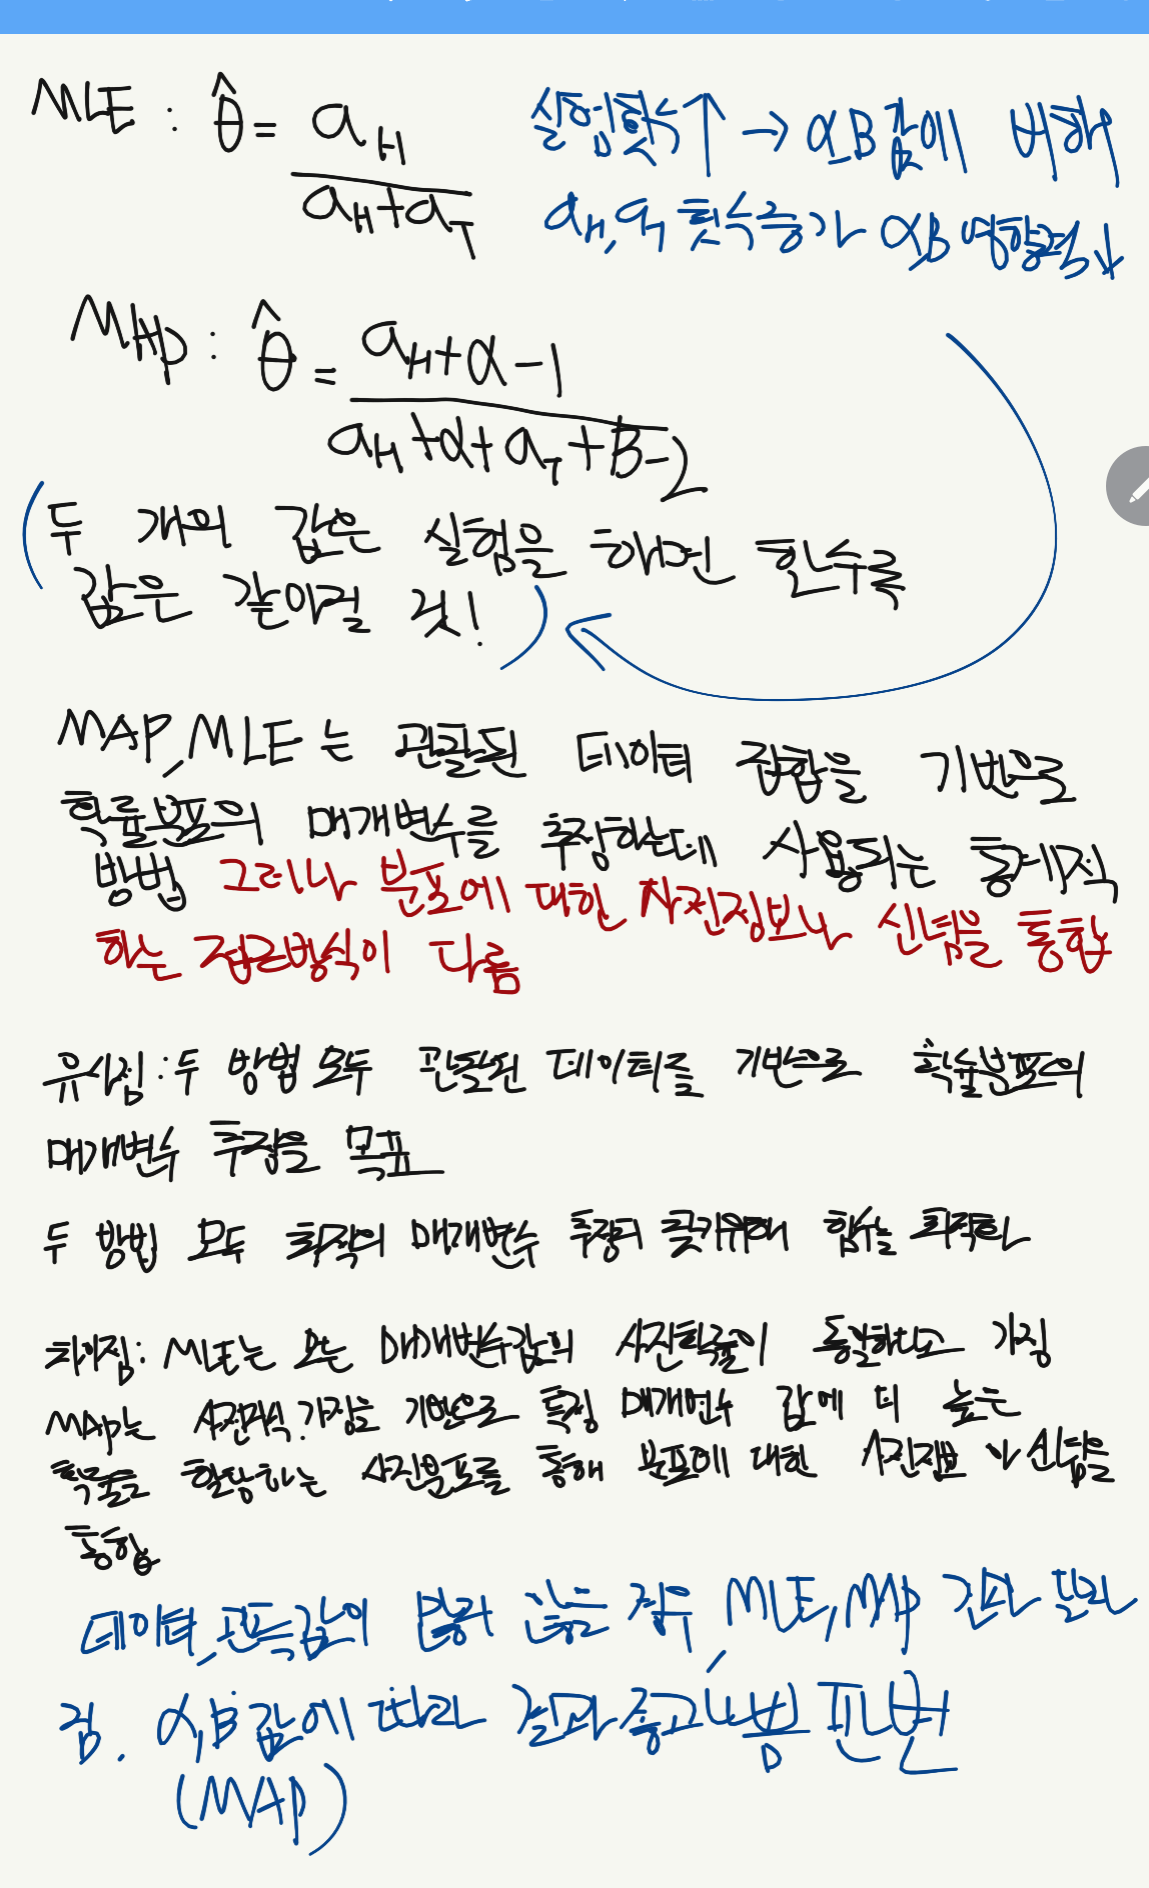 MLE : θ̂ = a_H / (a_H + a_T)
실험횟수↑ → α,B값에 비해
a_H, a_T 횟수증가 α,B 영향력↓
MAP : θ̂ = (a_H + α - 1) / (a_H + α + a_T + B - 2)
(두 개의 값은 실험을 하면 할수록
값은 같아질 것!)
MAP, MLE는 관찰된 데이터 집합을 기반으로
확률분포의 매개변수를 추정하는데 사용되는 통계적
방법 그러나 분포에 대한 사전정보나 신념을 통합
하는 접근방식이 다름
유사점 : 두 방법 모두 관찰된 데이터를 기반으로 확률분포의
매개변수 추정을 목표
두 방법 모두 최적의 매개변수 추정치 찾기위해 함수를 최적화
차이점 : MLE는 모든 매개변수값의 사전확률이 동일하다고 가정
MAP는 사전지식, 가정을 기반으로 특정 매개변수 값에 더 높은
확률을 할당하는 사전분포를 통해 분포에 대한 사전정보나 신념을
통합
데이터, 관측값이 많지 않은 경우, MLE, MAP 결과 달라
짐. α, B 값에 따라 결과 좋고 나쁨 판단
(MAP)